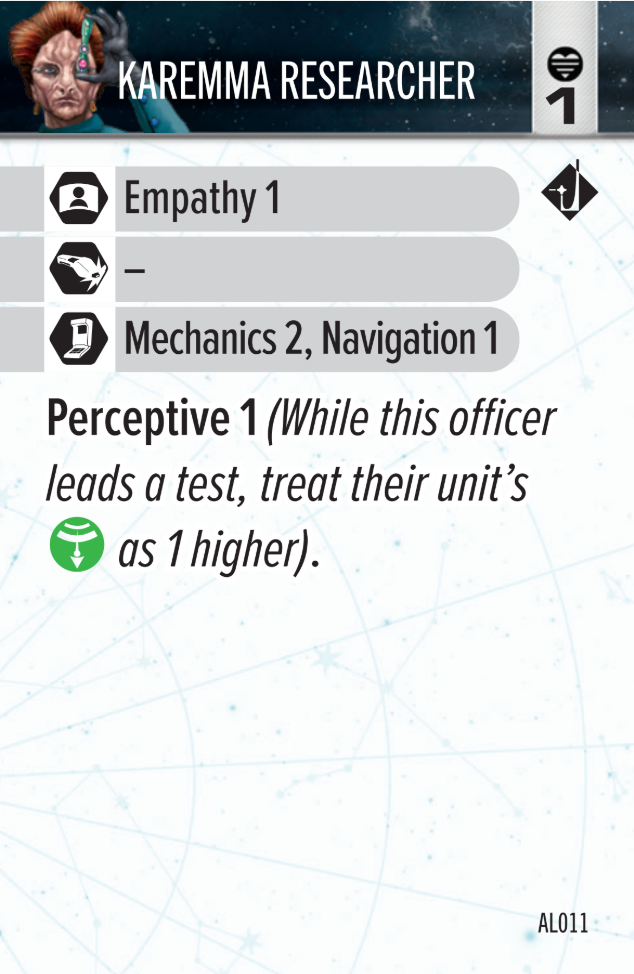 KAREMMA RESEARCHER
1
Empathy 1
–
Mechanics 2, Navigation 1
Perceptive 1 (While this officer
leads a test, treat their unit’s
as 1 higher).
AL011